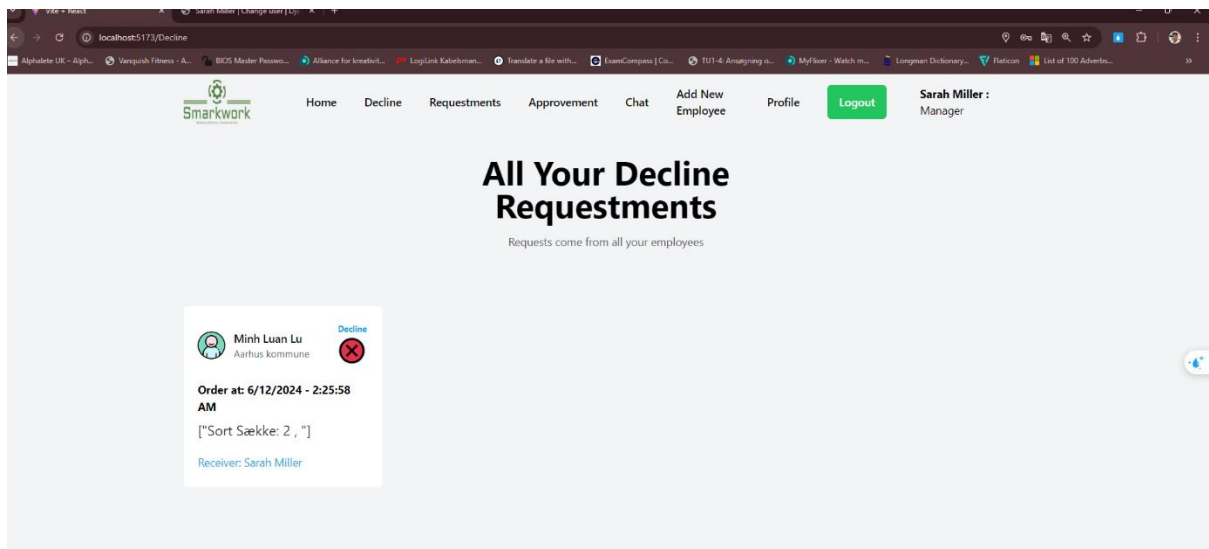 Vite + React
Sarah Miller | Change user | Dj
localhost:5173/Decline
Alphalete UK – Alph...
Vanquish Fitness - A...
BIOS Master Passwo...
Alliance for kreativit...
LogiLink Kabelsman...
Translate a file with...
ExamCompass | Co...
TU1-4: Ansøgning o...
MyFlixer - Watch m...
Longman Dictionary...
Flaticon
List of 100 Adverbs...
Smarkwork
Home
Decline
Requestments
Approvement
Chat
Add New
Employee
Profile
Logout
Sarah Miller :
Manager
All Your Decline
Requestments
Requests come from all your employees
Minh Luan Lu
Aarhus kommune
Decline
Order at: 6/12/2024 - 2:25:58
AM
["Sort Sække: 2 , "]
Receiver: Sarah Miller